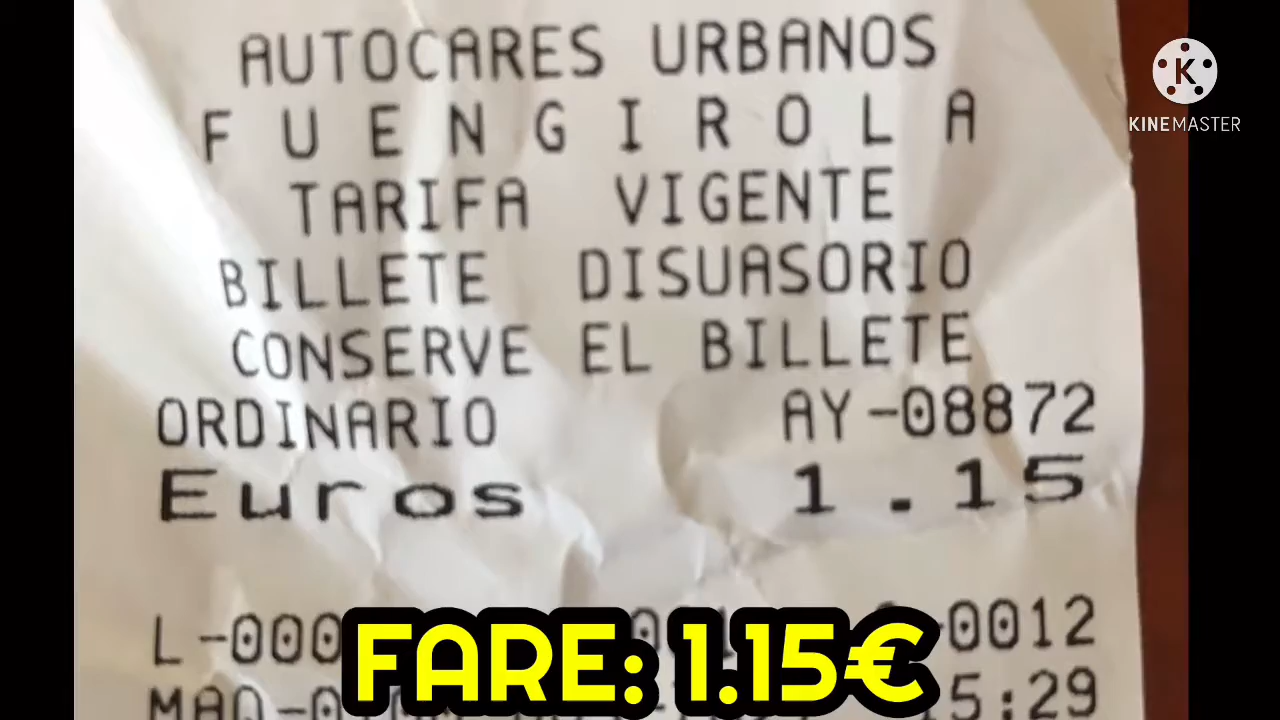 AUTOCARES URBANOS
FUENGIROLA
TARIFA VIGENTE
BILLETE DISUASORIO
CONSERVE EL BILLETE
ORDINARIO AY-08872
Euros 1.15
FARE: 1.15€
KINEMASTER